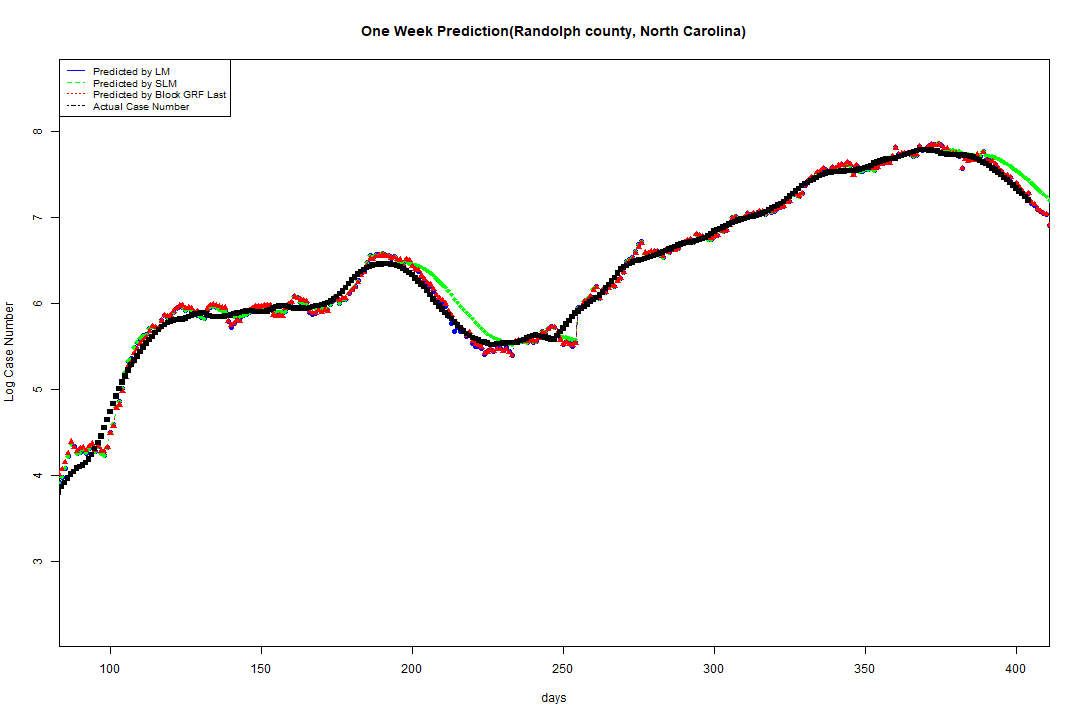 One Week Prediction(Randolph county, North Carolina)
Predicted by LM
Predicted by SLM
Predicted by Block GRF Last
Actual Case Number
8
7
6
5
4
3
Log Case Number
100 150 200 250 300 350 400
days